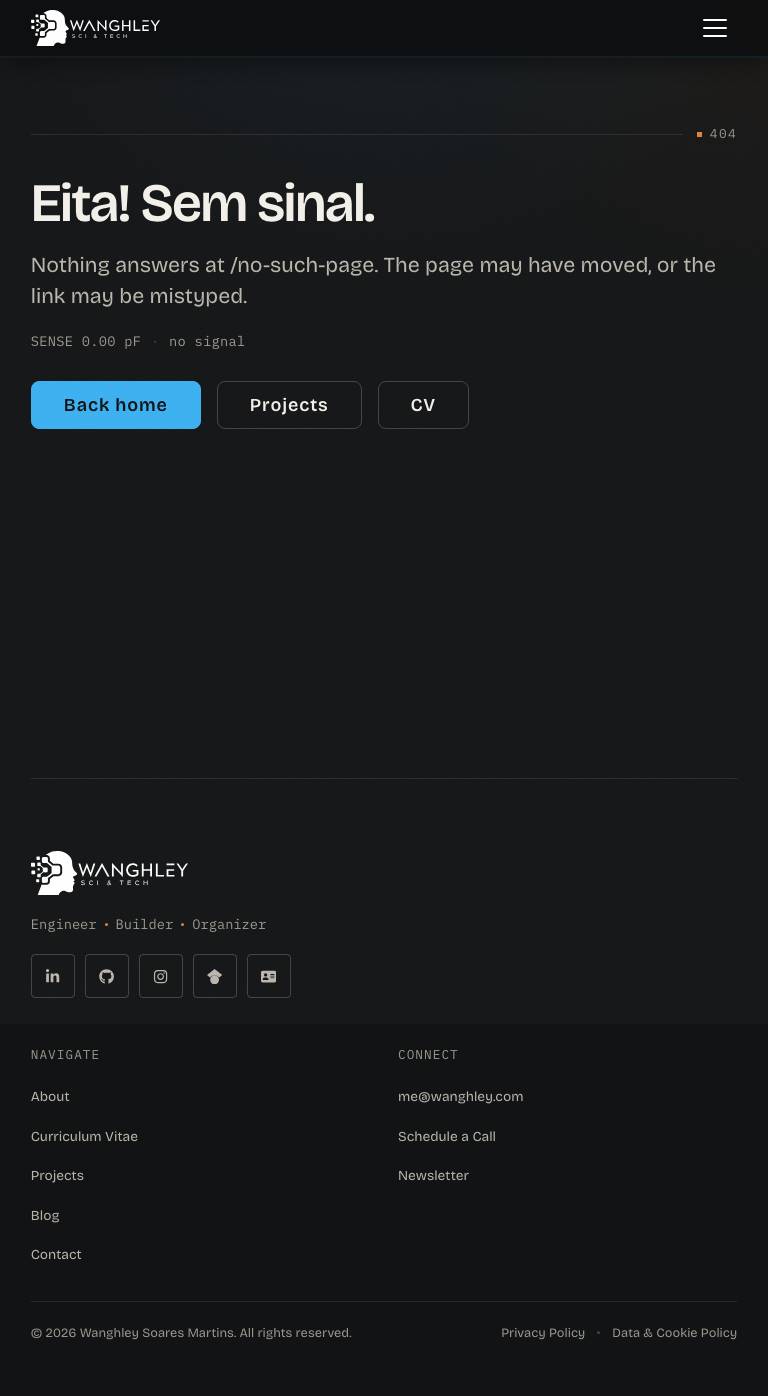 WANGHLEY
SCI & TECH
404
Eita! Sem sinal.
Nothing answers at /no-such-page. The page may have moved, or the
link may be mistyped.
SENSE 0.00 pF · no signal
Back home
Projects
CV
WANGHLEY
SCI & TECH
Engineer • Builder • Organizer
in
NAVIGATE
About
Curriculum Vitae
Projects
Blog
Contact
CONNECT
me@wanghley.com
Schedule a Call
Newsletter
© 2026 Wanghley Soares Martins. All rights reserved.
Privacy Policy • Data & Cookie Policy